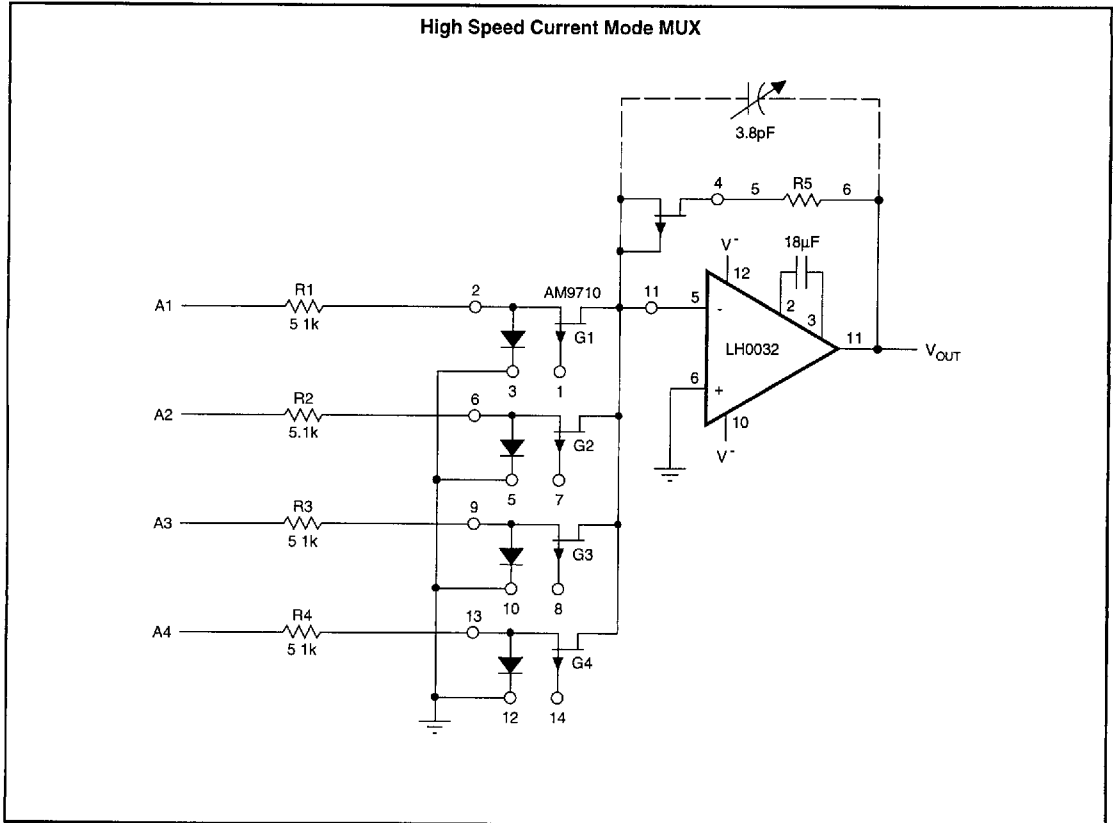 High Speed Current Mode MUX
3.8pF
4 5 R5 6
18µF
V-
12
A1 R1 2 AM9710 11 5 - 2
5 1k
G1
3
LH0032
11
VOUT
3 1
6 +
A2 R2 6
5.1k
G2
10
V-
5 7
A3 R3 9
5 1k
G3
10 8
A4 R4 13
5 1k
G4
12 14